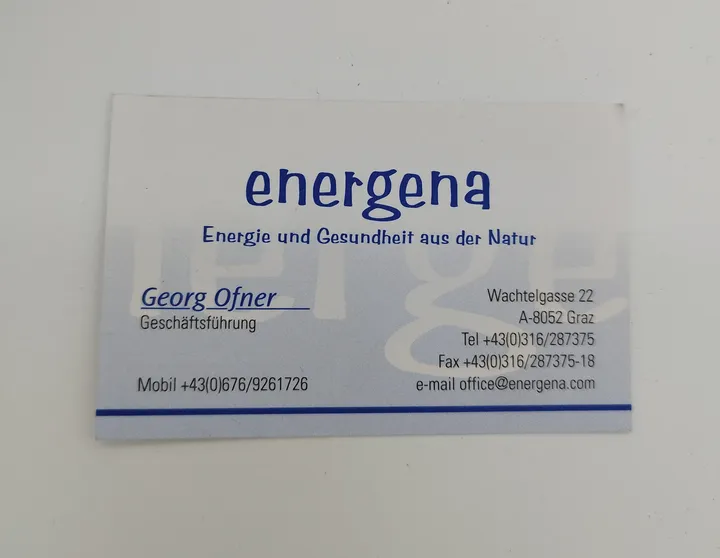 energena
Energie und Gesundheit aus der Natur
Georg Ofner
Geschäftsführung
Mobil +43(0)676/9261726
Wachtelgasse 22
A-8052 Graz
Tel +43(0)316/287375
Fax +43(0)316/287375-18
e-mail office@energena.com